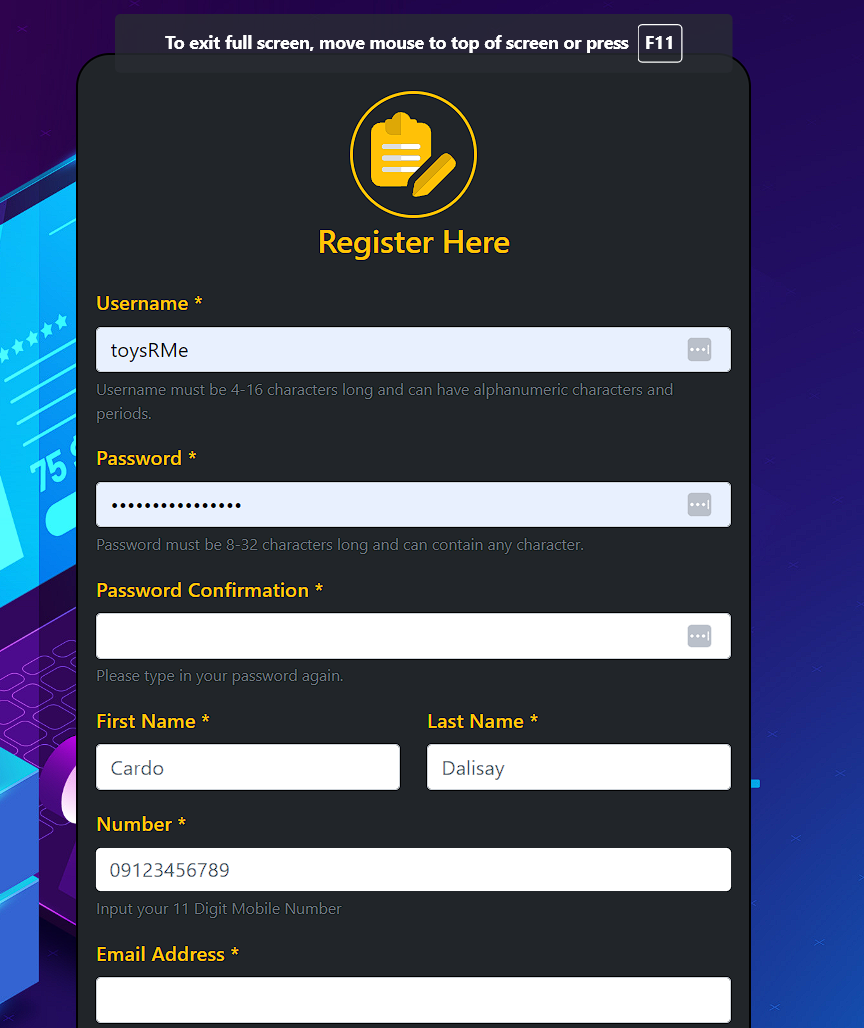 To exit full screen, move mouse to top of screen or press F11
Register Here
Username *
toysRMe
Username must be 4-16 characters long and can have alphanumeric characters and
periods.
Password *
••••••••••••••••
Password must be 8-32 characters long and can contain any character.
Password Confirmation *
Please type in your password again.
First Name * Last Name *
Cardo Dalisay
Number *
09123456789
Input your 11 Digit Mobile Number
Email Address *
75